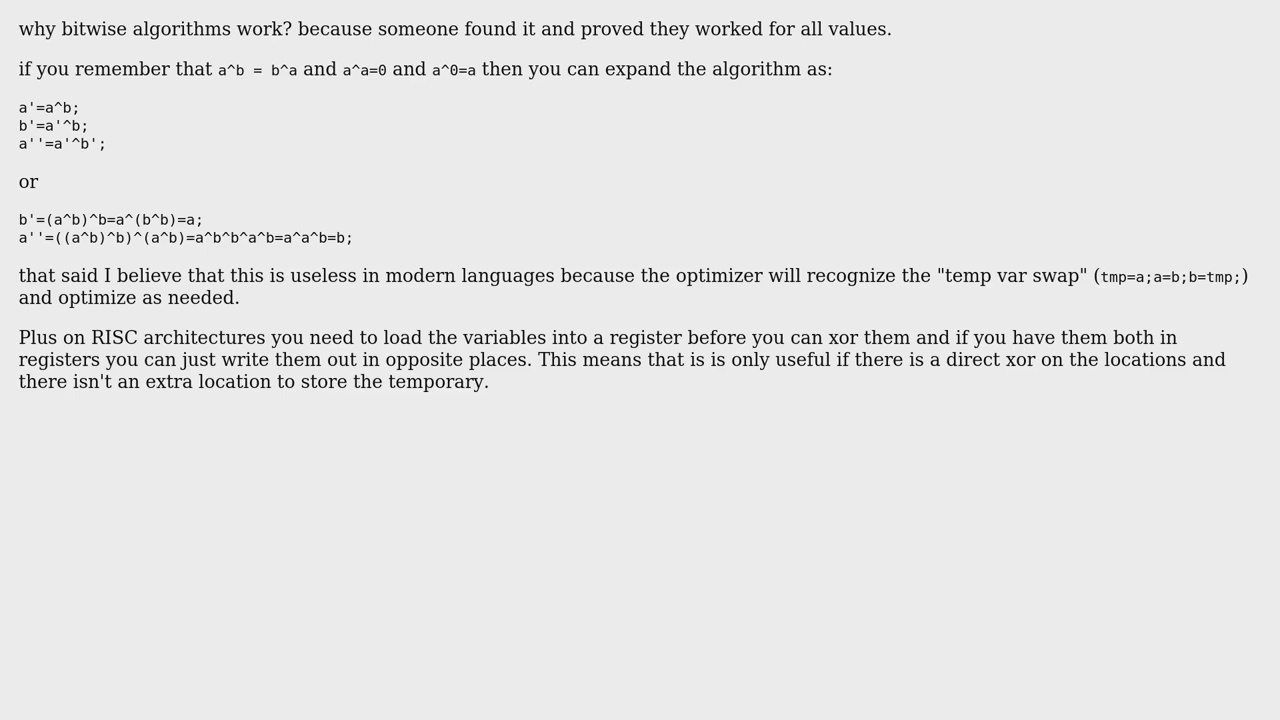 why bitwise algorithms work? because someone found it and proved they worked for all values.
if you remember that a^b = b^a and a^a=0 and a^0=a then you can expand the algorithm as:
a'=a^b;
b'=a'^b;
a''=a'^b';
or
b'=(a^b)^b=a^(b^b)=a;
a''=((a^b)^b)^(a^b)=a^b^b^a^b=a^a^b=b;
that said I believe that this is useless in modern languages because the optimizer will recognize the "temp var swap" (tmp=a;a=b;b=tmp;)
and optimize as needed.
Plus on RISC architectures you need to load the variables into a register before you can xor them and if you have them both in
registers you can just write them out in opposite places. This means that is is only useful if there is a direct xor on the locations and
there isn't an extra location to store the temporary.